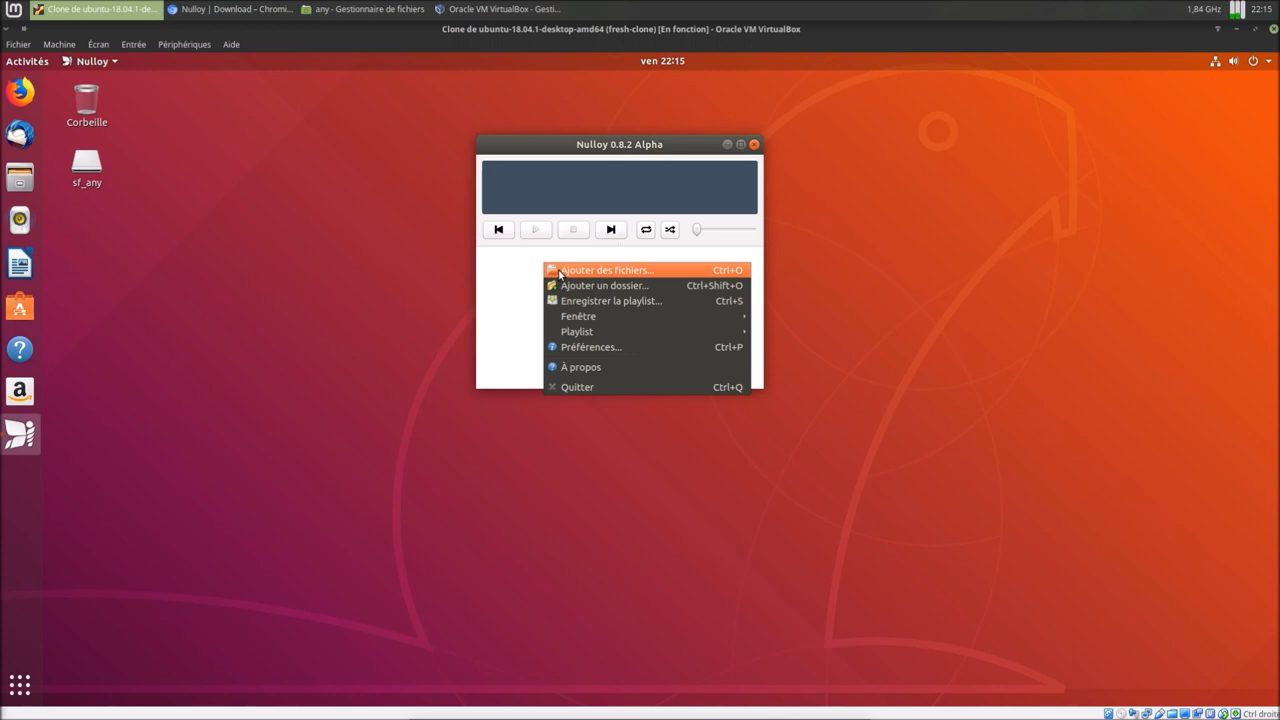 Clone de ubuntu-18.04.1-de...
Nulloy | Download – Chromi...
any - Gestionnaire de fichiers
Oracle VM VirtualBox - Gesti...
1,84 GHz
22:15
Clone de ubuntu-18.04.1-desktop-amd64 (fresh-clone) [En fonction] - Oracle VM VirtualBox
Fichier Machine Écran Entrée Périphériques Aide
Activités Nulloy ven 22:15
Corbeille
sf_any
Nulloy 0.8.2 Alpha
Ajouter des fichiers... Ctrl+O
Ajouter un dossier... Ctrl+Shift+O
Enregistrer la playlist... Ctrl+S
Fenêtre
Playlist
Préférences... Ctrl+P
À propos
Quitter Ctrl+Q
Ctrl droite